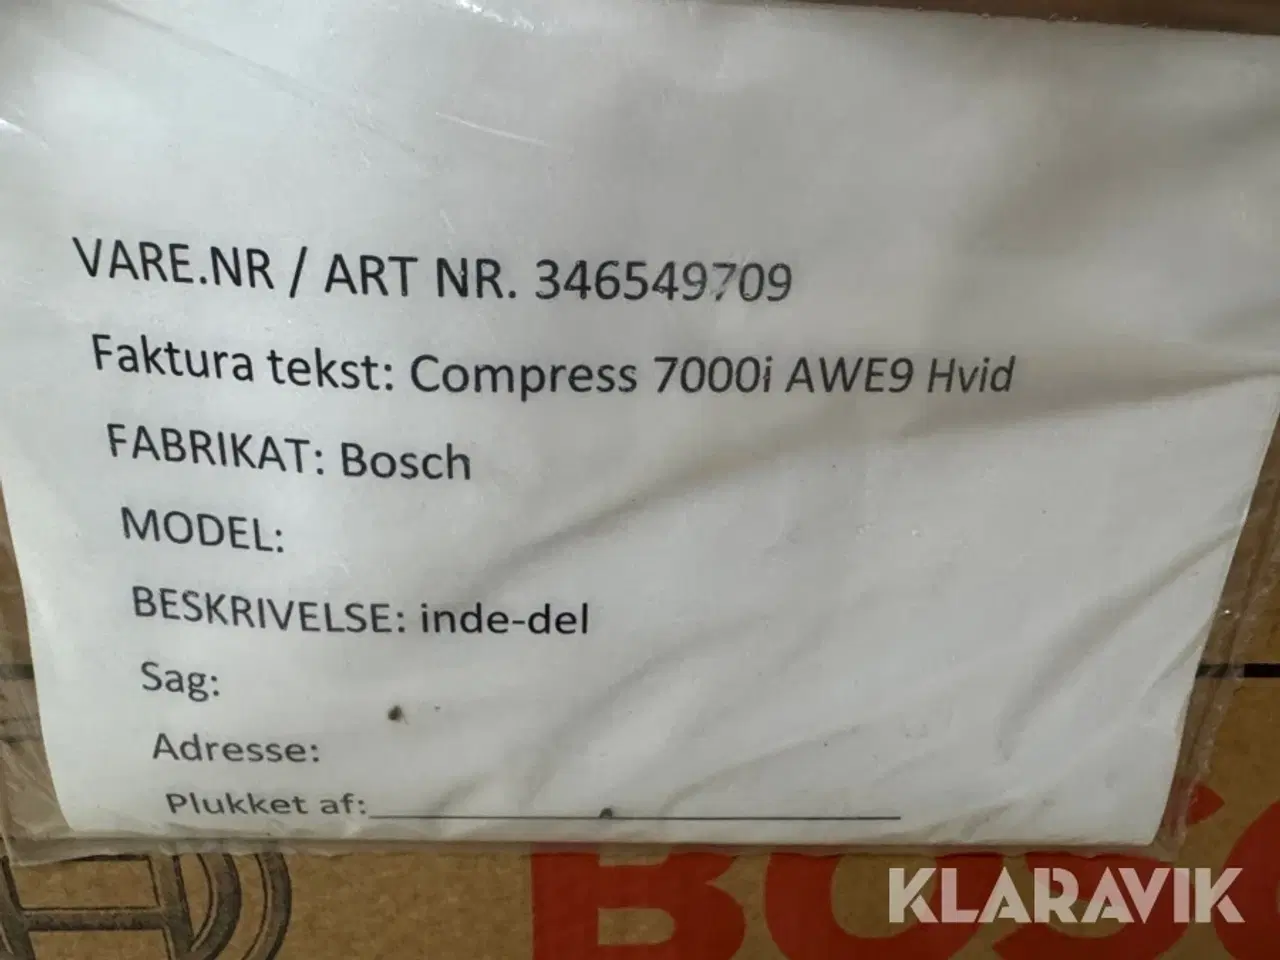 VARE.NR / ART NR. 346549709
Faktura tekst: Compress 7000i AWE9 Hvid
FABRIKAT: Bosch
MODEL:
BESKRIVELSE: inde-del
Sag:
Adresse:
Plukket af:
BOSC
KLARAVIK